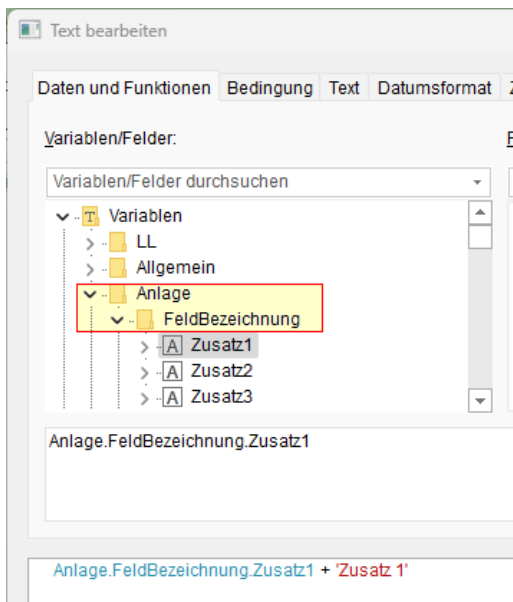 Text bearbeiten
Daten und Funktionen Bedingung Text Datumsformat
Variablen/Felder:
Variablen/Felder durchsuchen
T Variablen
LL
Allgemein
Anlage
FeldBezeichnung
A Zusatz1
A Zusatz2
A Zusatz3
Anlage.FeldBezeichnung.Zusatz1
Anlage.FeldBezeichnung.Zusatz1 + 'Zusatz 1'